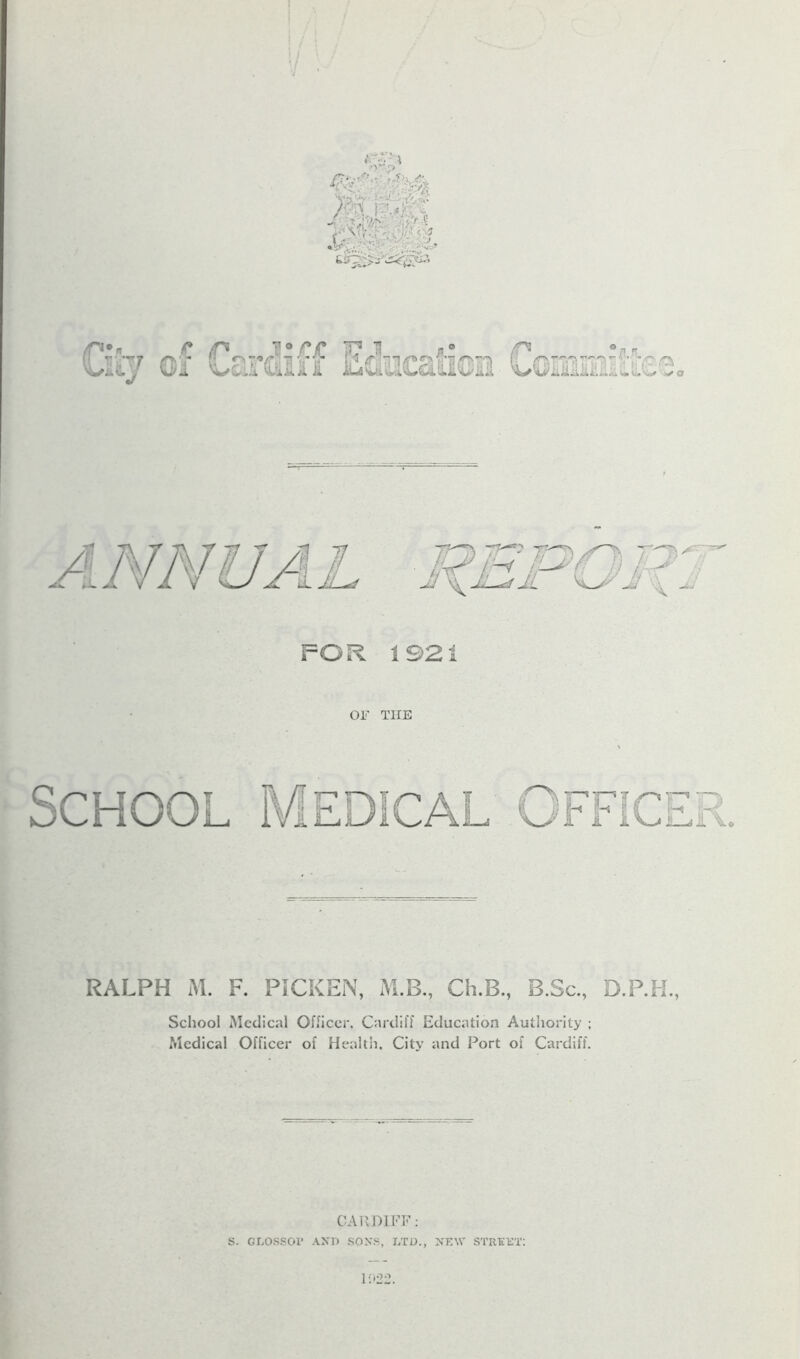 City of Cardiff Education Committee.
ANNUAL REPORT
FOR 1921
OF THE
SCHOOL MEDICAL OFFICER.
RALPH M. F. PICKEN, M.B., Ch.B., B.Sc., D.P.H.,
School Medical Officer, Cardiff Education Authority ;
Medical Officer of Health, City and Port of Cardiff.
CARDIFF:
S. GLOSSOP AND SONS, LTD., NEW STREET:
1922.